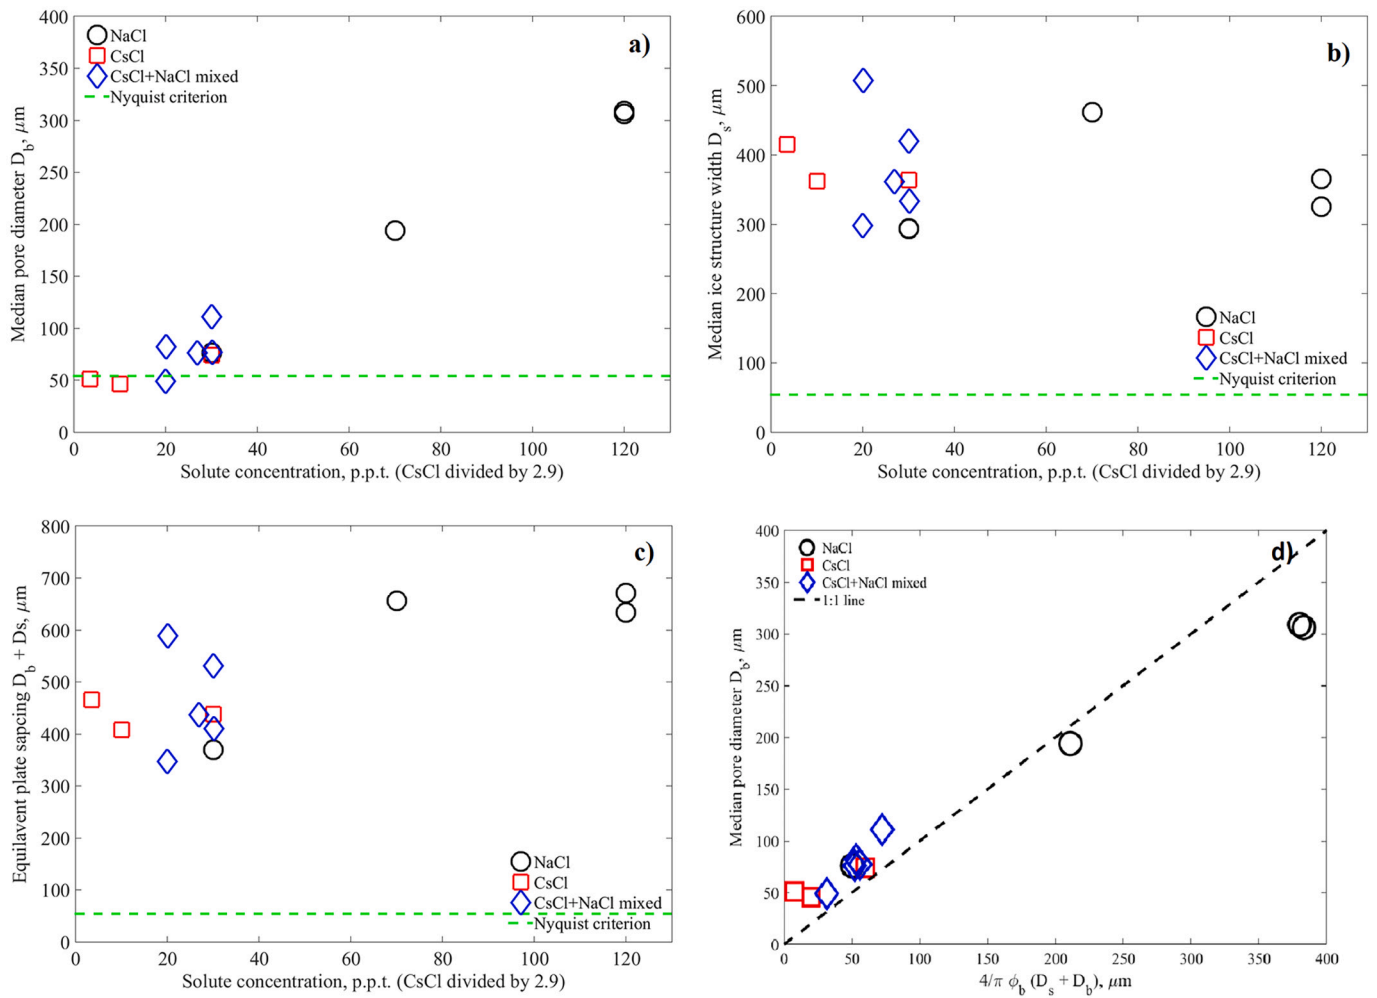 a)
NaCl
CsCl
CsCl+NaCl mixed
Nyquist criterion
400
350
300
250
200
150
100
50
0
Median pore diameter D_b, μm
0 20 40 60 80 100 120
Solute concentration, p.p.t. (CsCl divided by 2.9)
b)
600
500
400
300
200
100
0
Median ice structure width D_s, μm
NaCl
CsCl
CsCl+NaCl mixed
Nyquist criterion
0 20 40 60 80 100 120
Solute concentration, p.p.t. (CsCl divided by 2.9)
c)
800
700
600
500
400
300
200
100
0
Equilavent plate sapcing D_b + Ds, μm
NaCl
CsCl
CsCl+NaCl mixed
Nyquist criterion
0 20 40 60 80 100 120
Solute concentration, p.p.t. (CsCl divided by 2.9)
d)
NaCl
CsCl
CsCl+NaCl mixed
1:1 line
400
350
300
250
200
150
100
50
0
Median pore diameter D_b, μm
0 50 100 150 200 250 300 350 400
4/π ϕ_b (D_s + D_b), μm